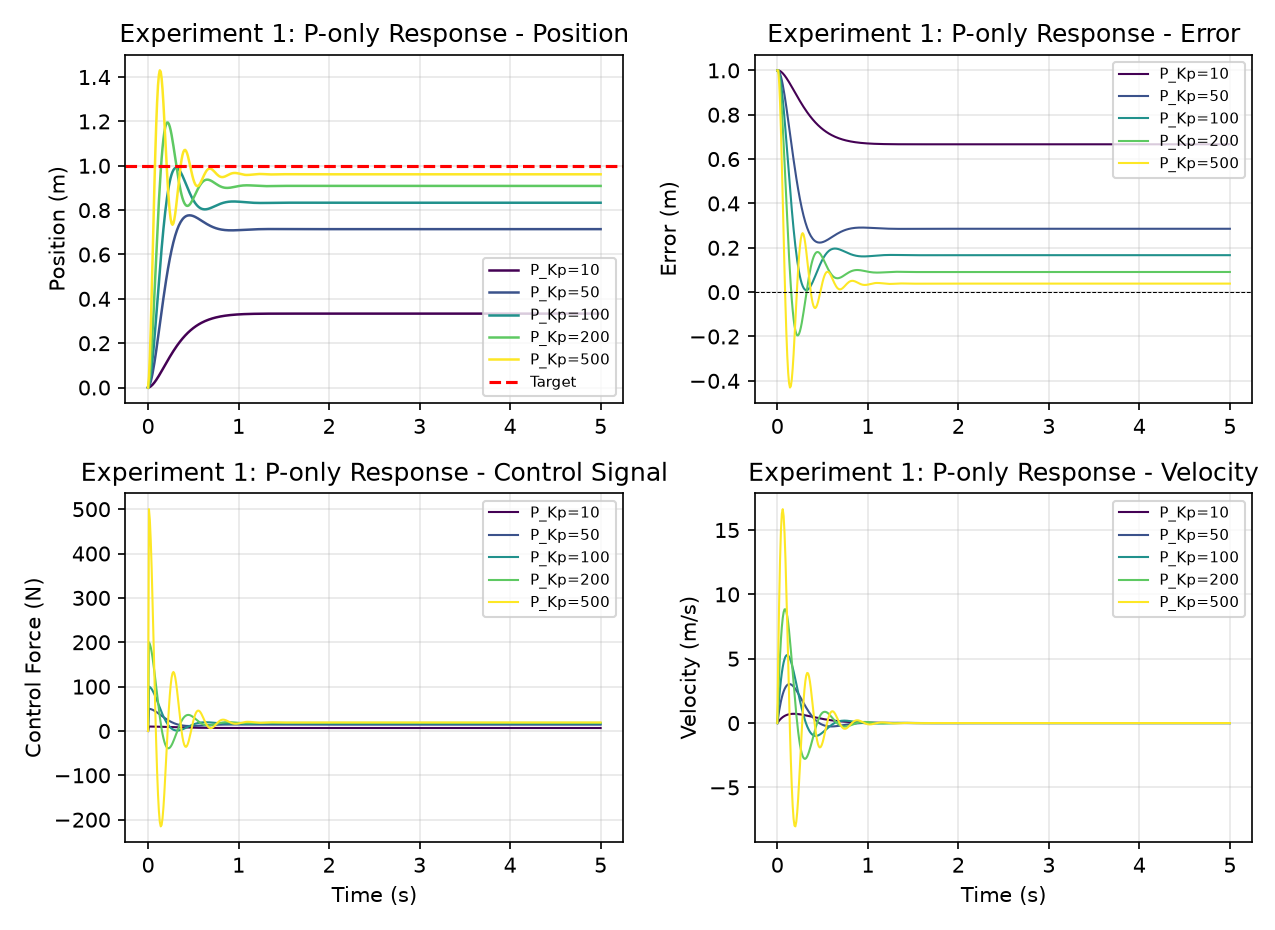 Experiment 1: P-only Response - Position
Position (m)
1.4
1.2
1.0
0.8
0.6
0.4
0.2
0.0
P_Kp=10
P_Kp=50
P_Kp=100
P_Kp=200
P_Kp=500
Target
0 1 2 3 4 5
Experiment 1: P-only Response - Error
Error (m)
1.0
0.8
0.6
0.4
0.2
0.0
−0.2
−0.4
P_Kp=10
P_Kp=50
P_Kp=100
P_Kp=200
P_Kp=500
0 1 2 3 4 5
Experiment 1: P-only Response - Control Signal
Control Force (N)
500
400
300
200
100
0
−100
−200
P_Kp=10
P_Kp=50
P_Kp=100
P_Kp=200
P_Kp=500
0 1 2 3 4 5
Time (s)
Experiment 1: P-only Response - Velocity
Velocity (m/s)
15
10
5
0
−5
P_Kp=10
P_Kp=50
P_Kp=100
P_Kp=200
P_Kp=500
0 1 2 3 4 5
Time (s)